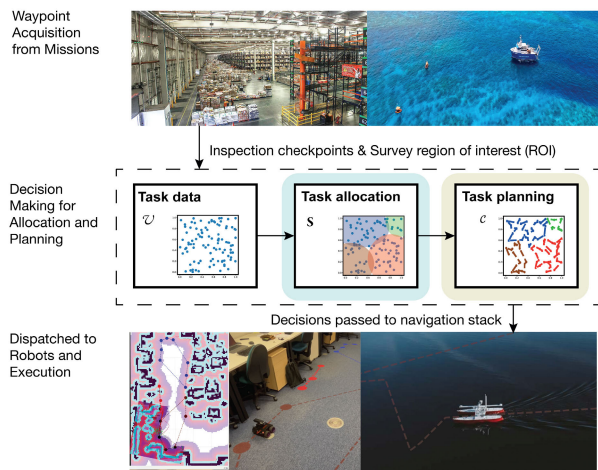 Waypoint
Acquisition
from Missions
Inspection checkpoints & Survey region of interest (ROI)
Decision
Making for
Allocation and
Planning
Task data
Task allocation
Task planning
𝒰
S
𝒞
Decisions passed to navigation stack
Dispatched to
Robots and
Execution